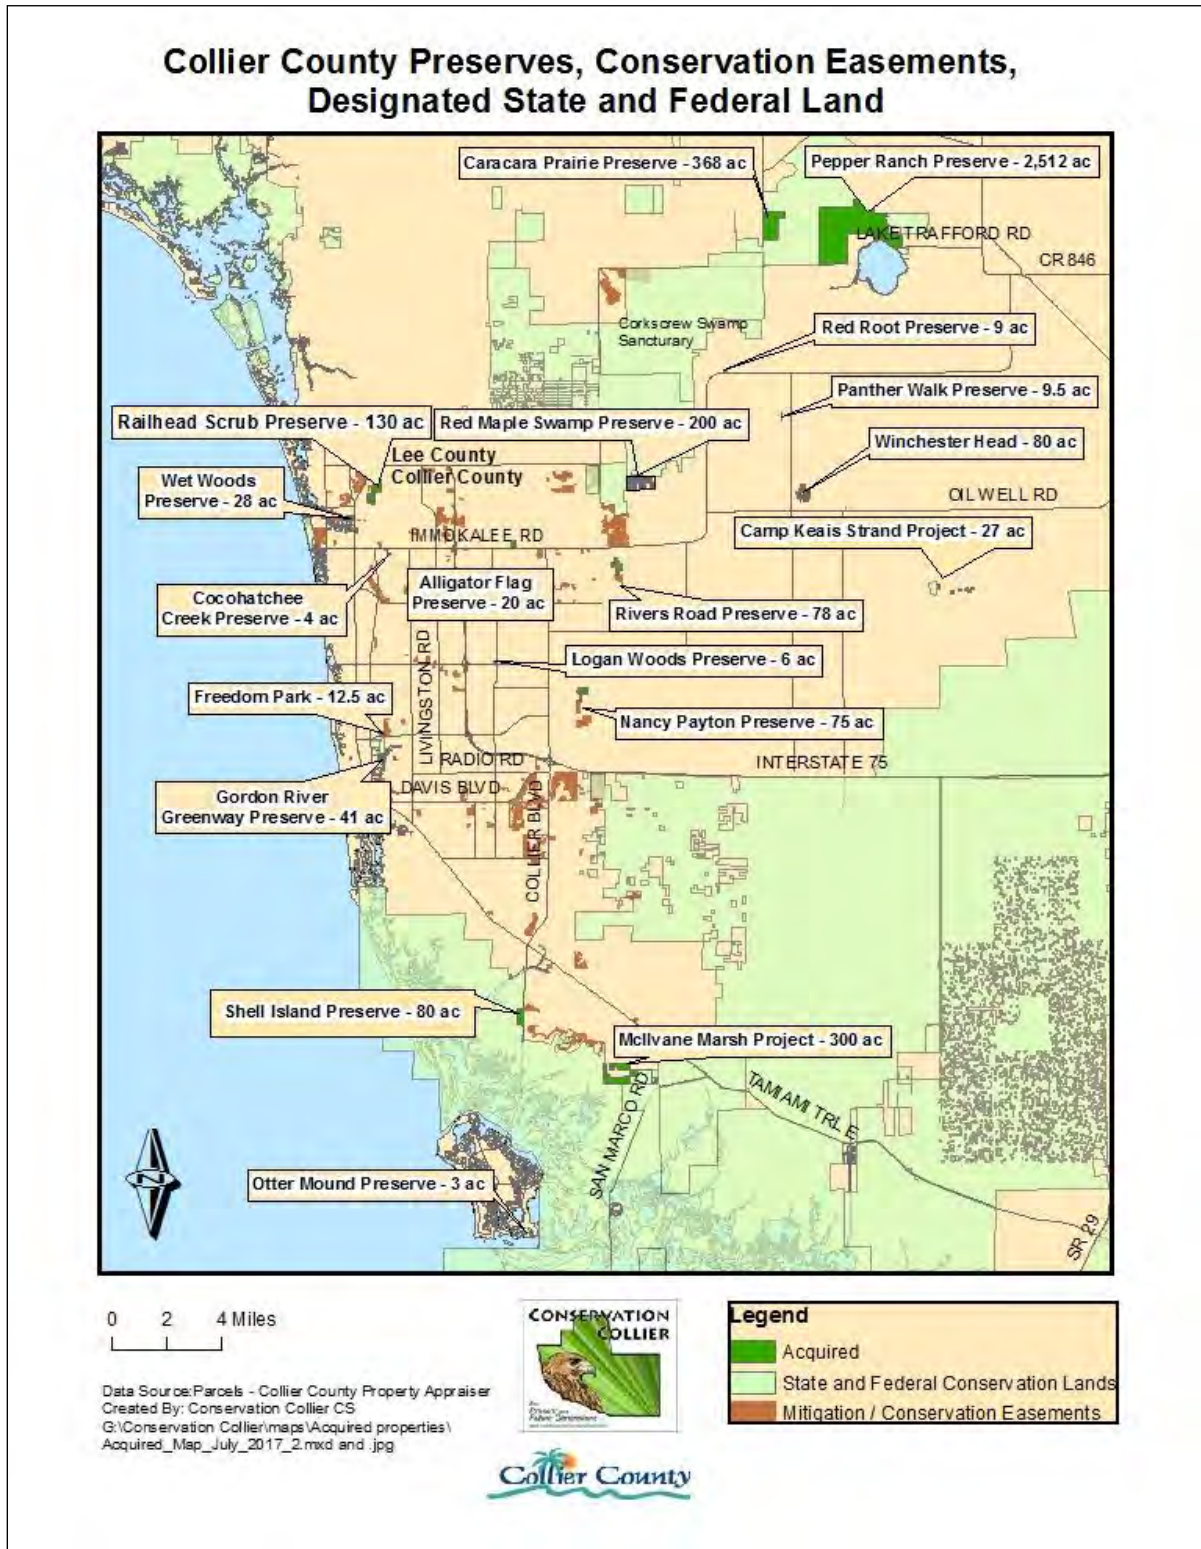 Collier County Preserves, Conservation Easements,
Designated State and Federal Land
Caracara Prairie Preserve - 368 ac
Pepper Ranch Preserve - 2,512 ac
LAKE TRAFFORD RD
CR 846
Corkscrew Swamp
Sancturary
Red Root Preserve - 9 ac
Panther Walk Preserve - 9.5 ac
Railhead Scrub Preserve - 130 ac
Red Maple Swamp Preserve - 200 ac
Winchester Head - 80 ac
Lee County
Collier County
Wet Woods
Preserve - 28 ac
OIL WELL RD
IMMOKALEE RD
Camp Keais Strand Project - 27 ac
Alligator Flag
Preserve - 20 ac
Cocohatchee
Creek Preserve - 4 ac
Rivers Road Preserve - 78 ac
LIVINGSTON RD
Logan Woods Preserve - 6 ac
Freedom Park - 12.5 ac
Nancy Payton Preserve - 75 ac
RADIO RD
INTERSTATE 75
DAVIS BLVD
Gordon River
Greenway Preserve - 41 ac
COLLIER BLVD
Shell Island Preserve - 80 ac
McIlvane Marsh Project - 300 ac
TAMIAMI TRL E
SAN MARCO RD
Otter Mound Preserve - 3 ac
SR 29
N
0 2 4 Miles
CONSERVATION
COLLIER
Legend
Acquired
State and Federal Conservation Lands
Mitigation / Conservation Easements
Data Source:Parcels - Collier County Property Appraiser
Created By: Conservation Collier CS
G:\Conservation Collier\maps\Acquired properties\
Acquired_Map_July_2017_2.mxd and .jpg
Collier County